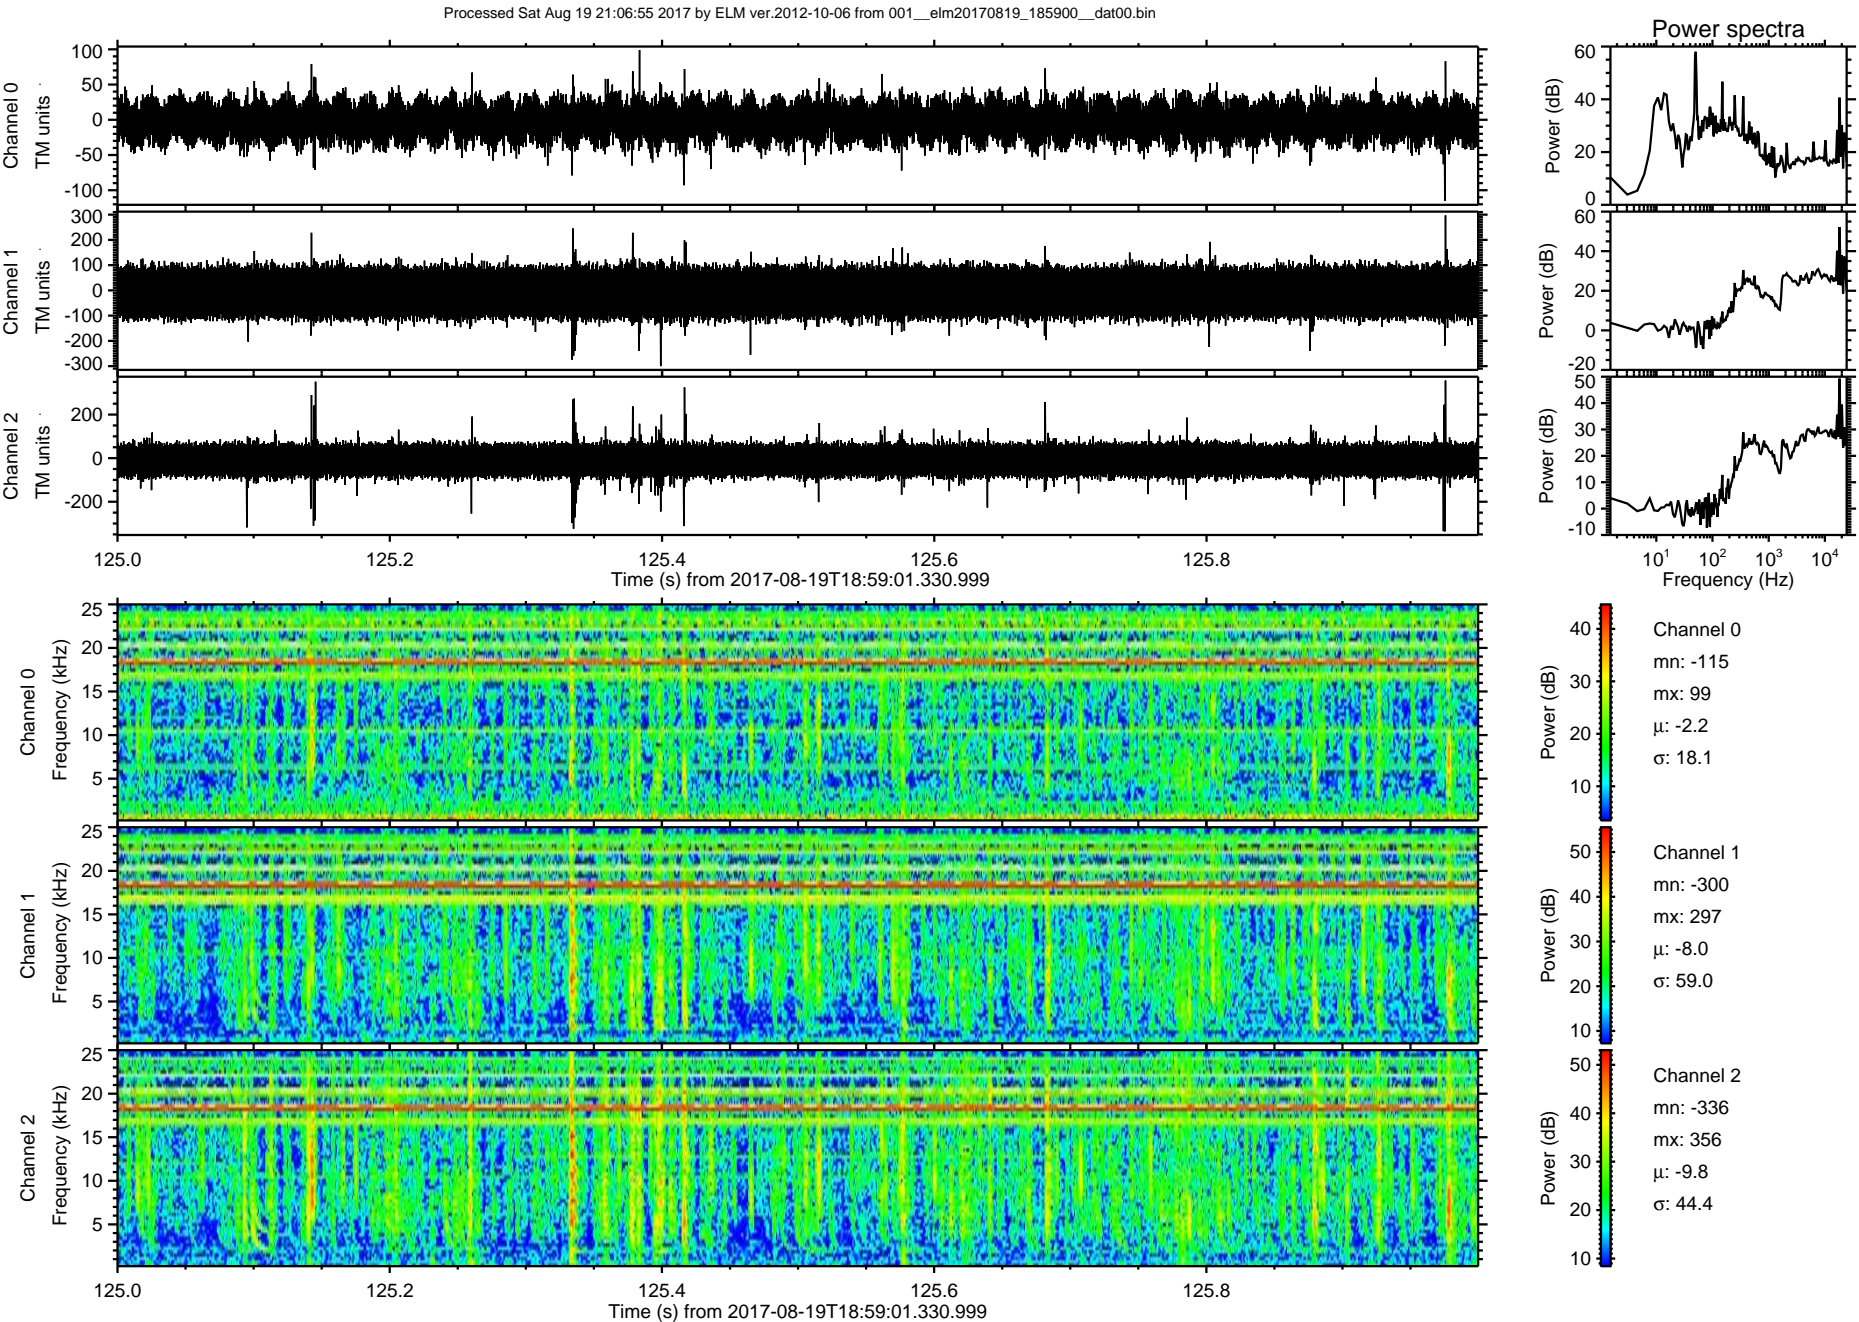 Processed Sat Aug 19 21:06:55 2017 by ELM ver.2012-10-06 from 001__elm20170819_185900__dat00.bin
Power spectra
Channel 0
TM units
100
50
0
-50
-100
Power (dB)
60
40
20
0
Channel 1
TM units
300
200
100
0
-100
-200
-300
Power (dB)
60
40
20
0
-20
Channel 2
TM units
200
0
-200
Power (dB)
50
40
30
20
10
0
-10
125.0 125.2 125.4 125.6 125.8
Time (s) from 2017-08-19T18:59:01.330.999
10^1 10^2 10^3 10^4
Frequency (Hz)
Channel 0
Frequency (kHz)
25
20
15
10
5
Power (dB)
40
30
20
10
Channel 0
mn: -115
mx: 99
μ: -2.2
σ: 18.1
Channel 1
Frequency (kHz)
25
20
15
10
5
Power (dB)
50
40
30
20
10
Channel 1
mn: -300
mx: 297
μ: -8.0
σ: 59.0
Channel 2
Frequency (kHz)
25
20
15
10
5
Power (dB)
50
40
30
20
10
Channel 2
mn: -336
mx: 356
μ: -9.8
σ: 44.4
125.0 125.2 125.4 125.6 125.8
Time (s) from 2017-08-19T18:59:01.330.999